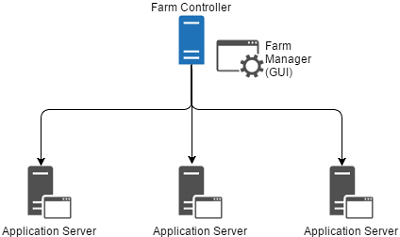 Farm Controller
Farm
Manager
(GUI)
Application Server
Application Server
Application Server